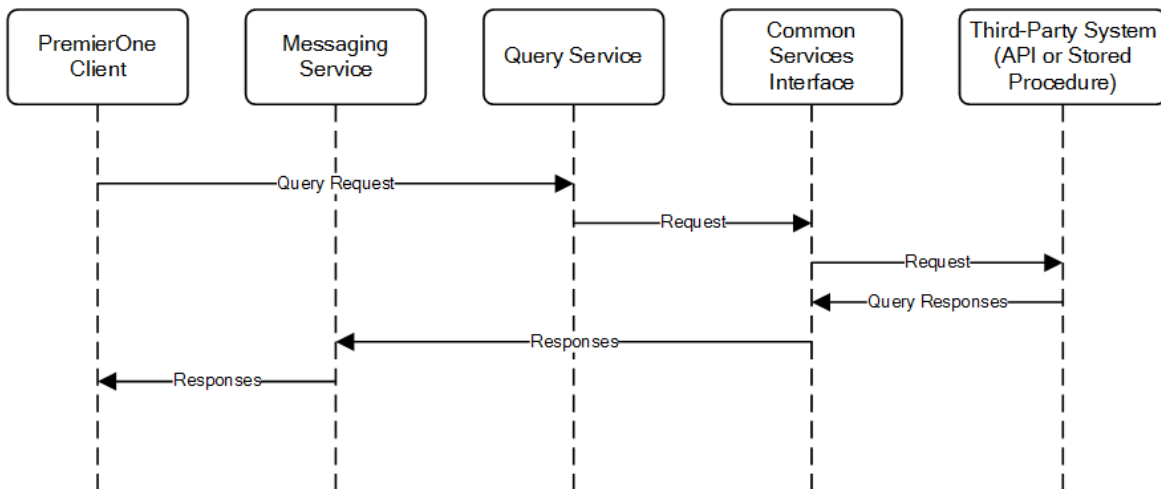 PremierOne
Client
Messaging
Service
Query Service
Common
Services
Interface
Third-Party System
(API or Stored
Procedure)
Query Request
Request
Request
Query Responses
Responses
Responses